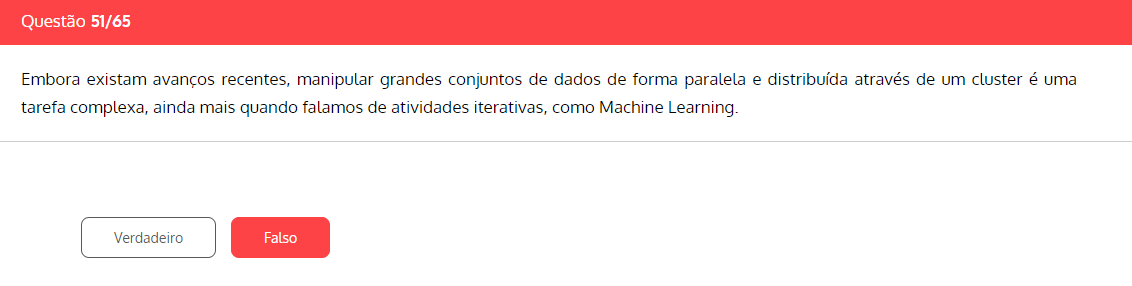 Questão 51/65
Embora existam avanços recentes, manipular grandes conjuntos de dados de forma paralela e distribuída através de um cluster é uma
tarefa complexa, ainda mais quando falamos de atividades iterativas, como Machine Learning.
Verdadeiro Falso